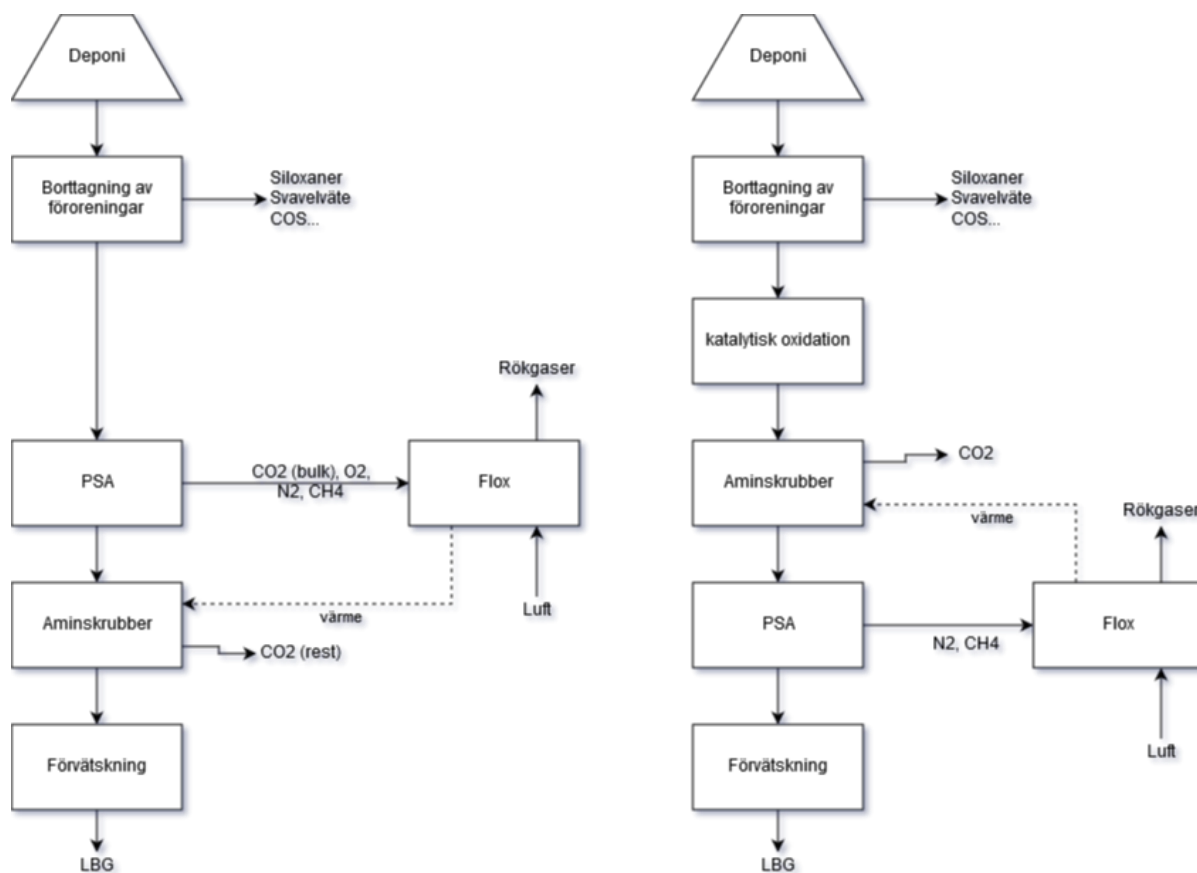 Deponi
Borttagning av
föroreningar
Siloxaner
Svavelväte
COS...
PSA
CO2 (bulk), O2,
N2, CH4
Rökgaser
Flox
Luft
värme
Aminskrubber
CO2 (rest)
Förvätskning
LBG
Deponi
Borttagning av
föroreningar
Siloxaner
Svavelväte
COS...
katalytisk oxidation
Aminskrubber
CO2
värme
Rökgaser
PSA
N2, CH4
Flox
Luft
Förvätskning
LBG